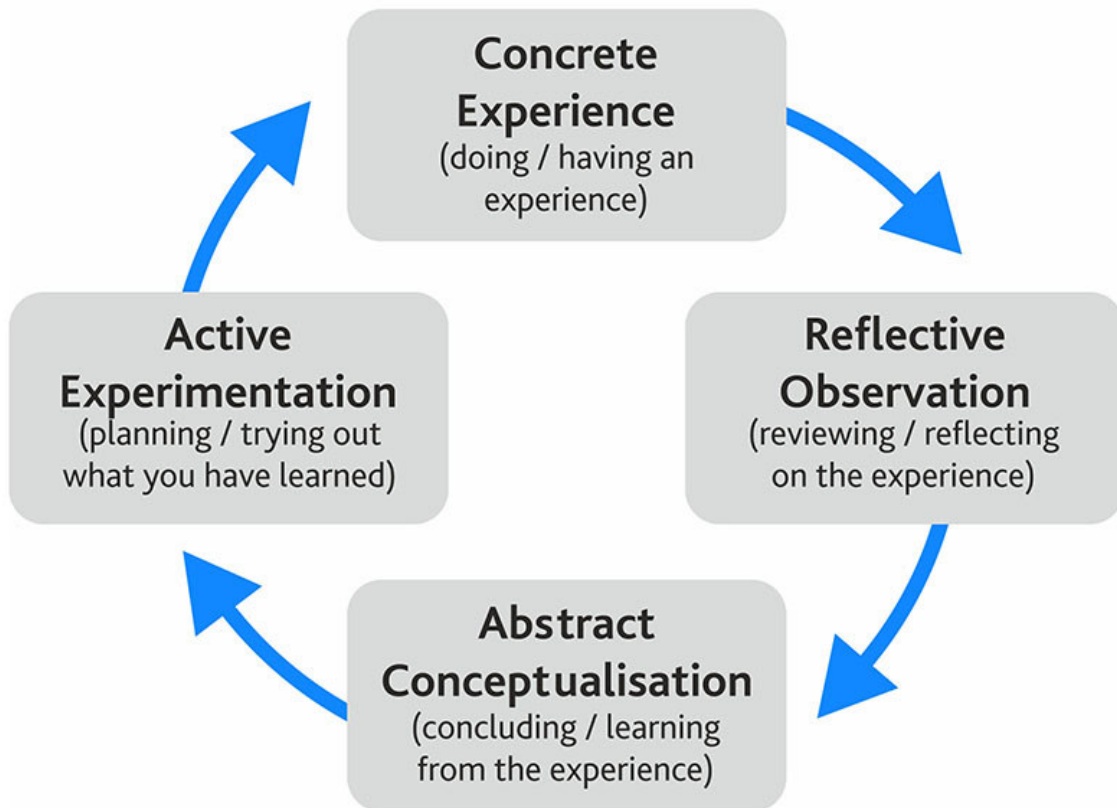 Concrete
Experience
(doing / having an
experience)
Reflective
Observation
(reviewing / reflecting
on the experience)
Abstract
Conceptualisation
(concluding / learning
from the experience)
Active
Experimentation
(planning / trying out
what you have learned)